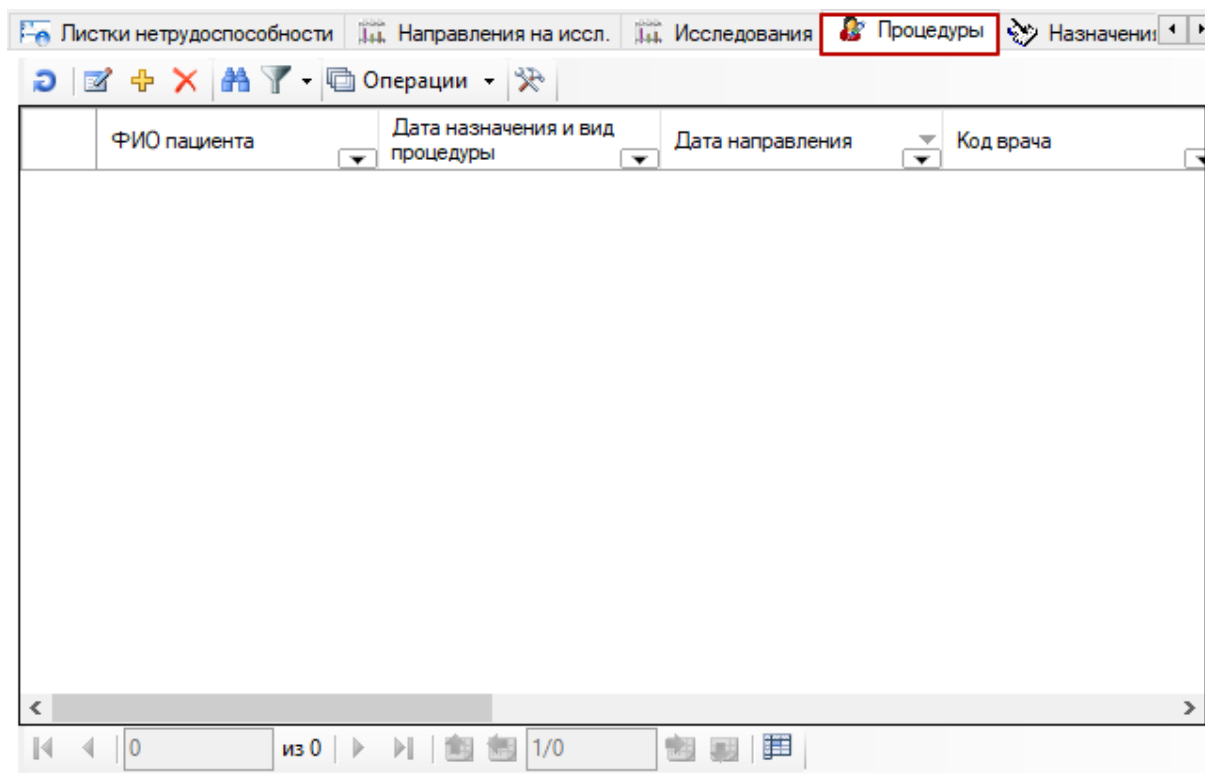 Листки нетрудоспособности Направления на иссл. Исследования Процедуры Назначени
Операции
ФИО пациента Дата назначения и вид процедуры Дата направления Код врача
0 из 0 1/0